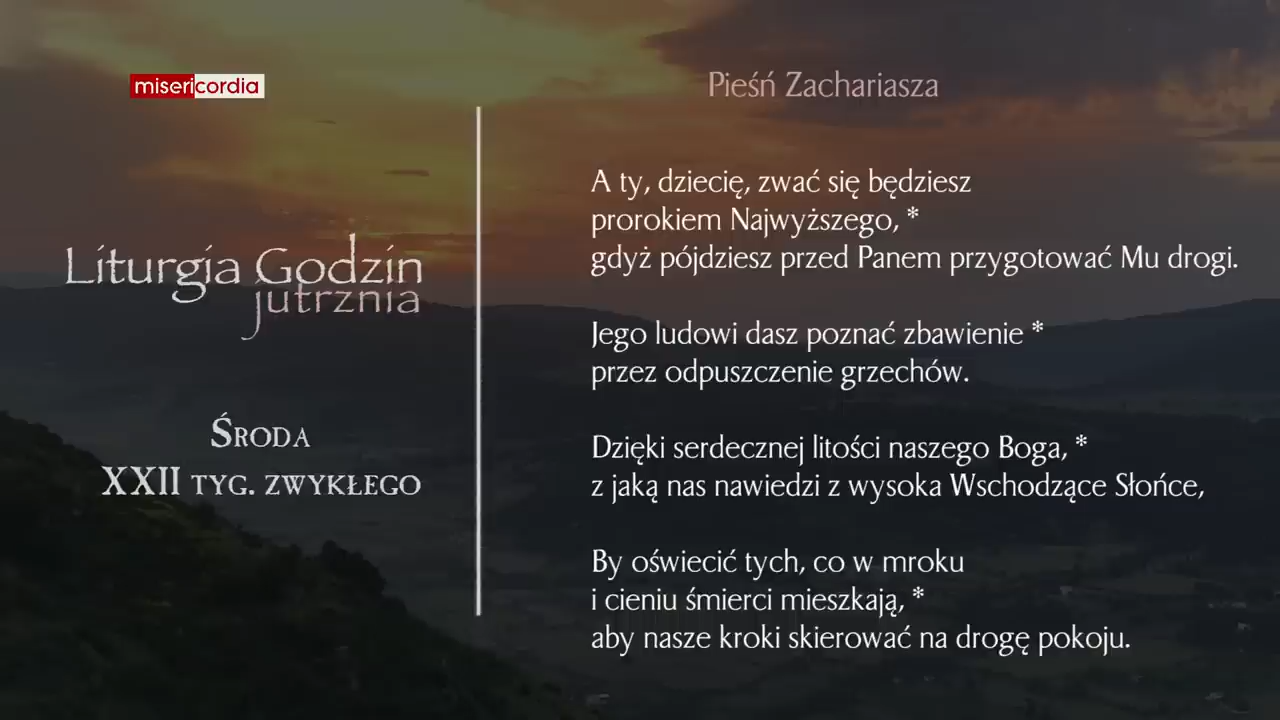 misericordia
Liturgia Godzin
jutrznia
Środa
XXII tyg. zwykłego
Pieśń Zachariasza
A ty, dziecię, zwać się będziesz
prorokiem Najwyższego, *
gdyż pójdziesz przed Panem przygotować Mu drogi.
Jego ludowi dasz poznać zbawienie *
przez odpuszczenie grzechów.
Dzięki serdecznej litości naszego Boga, *
z jaką nas nawiedzi z wysoka Wschodzące Słońce,
By oświecić tych, co w mroku
i cieniu śmierci mieszkają, *
aby nasze kroki skierować na drogę pokoju.